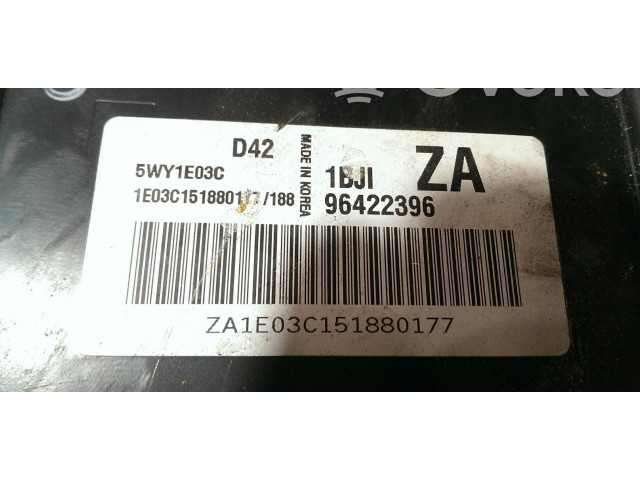 D42
5WY1E03C
1E03C151880177/188
MADE IN KOREA
1BJI
ZA
96422396
ZA1E03C151880177